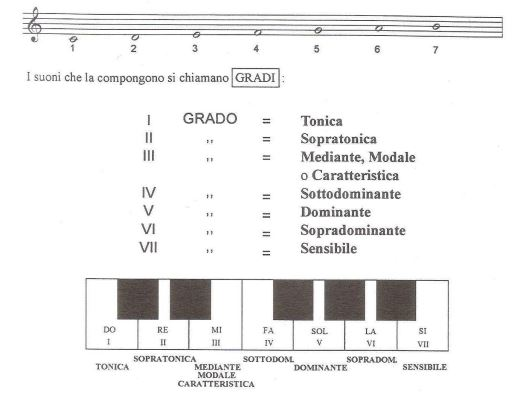 1 2 3 4 5 6 7
I suoni che la compongono si chiamano GRADI :
I GRADO = Tonica
II ,, = Sopratonica
III ,, = Mediante, Modale
o Caratteristica
IV ,, = Sottodominante
V ,, = Dominante
VI ,, = Sopradominante
VII ,, = Sensibile
DO RE MI FA SOL LA SI
I II III IV V VI VII
SOPRATONICA SOTTODOM. SOPRADOM.
TONICA MEDIANTE DOMINANTE SENSIBILE
MODALE
CARATTERISTICA